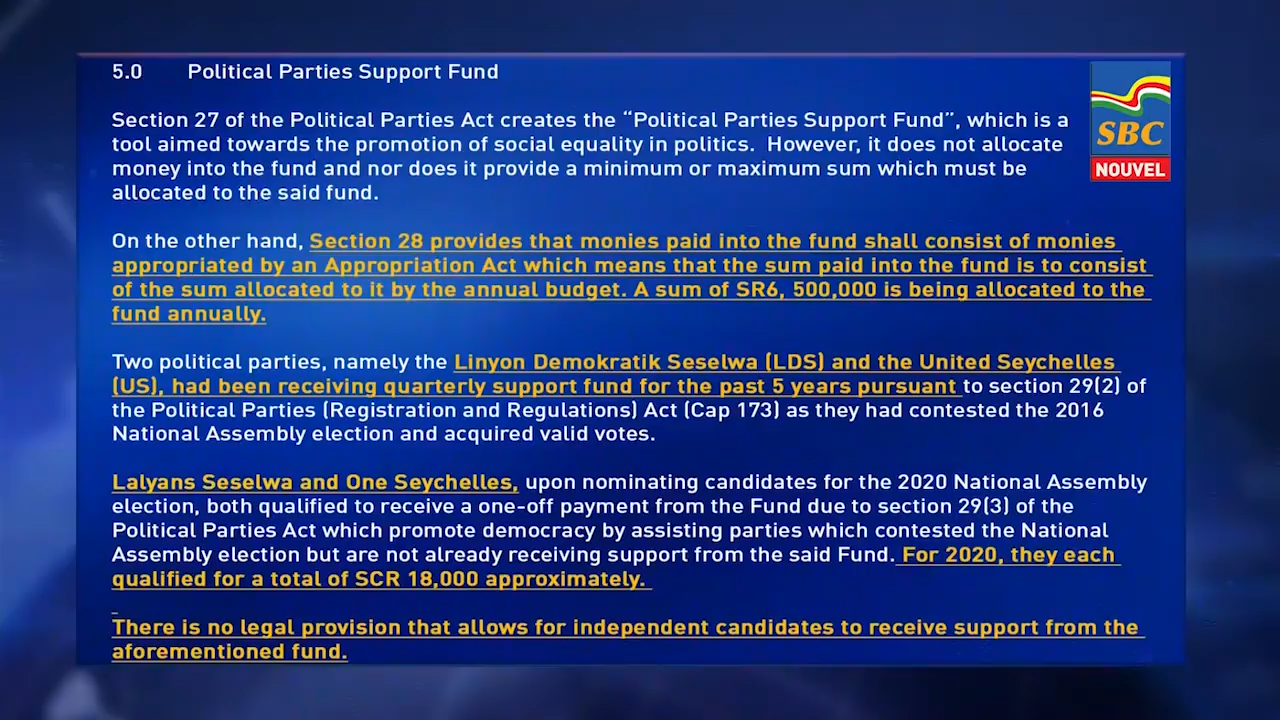 5.0 Political Parties Support Fund
SBC
NOUVEL
Section 27 of the Political Parties Act creates the “Political Parties Support Fund”, which is a
tool aimed towards the promotion of social equality in politics. However, it does not allocate
money into the fund and nor does it provide a minimum or maximum sum which must be
allocated to the said fund.
On the other hand, Section 28 provides that monies paid into the fund shall consist of monies
appropriated by an Appropriation Act which means that the sum paid into the fund is to consist
of the sum allocated to it by the annual budget. A sum of SR6, 500,000 is being allocated to the
fund annually.
Two political parties, namely the Linyon Demokratik Seselwa (LDS) and the United Seychelles
(US), had been receiving quarterly support fund for the past 5 years pursuant to section 29(2) of
the Political Parties (Registration and Regulations) Act (Cap 173) as they had contested the 2016
National Assembly election and acquired valid votes.
Lalyans Seselwa and One Seychelles, upon nominating candidates for the 2020 National Assembly
election, both qualified to receive a one-off payment from the Fund due to section 29(3) of the
Political Parties Act which promote democracy by assisting parties which contested the National
Assembly election but are not already receiving support from the said Fund. For 2020, they each
qualified for a total of SCR 18,000 approximately.
There is no legal provision that allows for independent candidates to receive support from the
aforementioned fund.